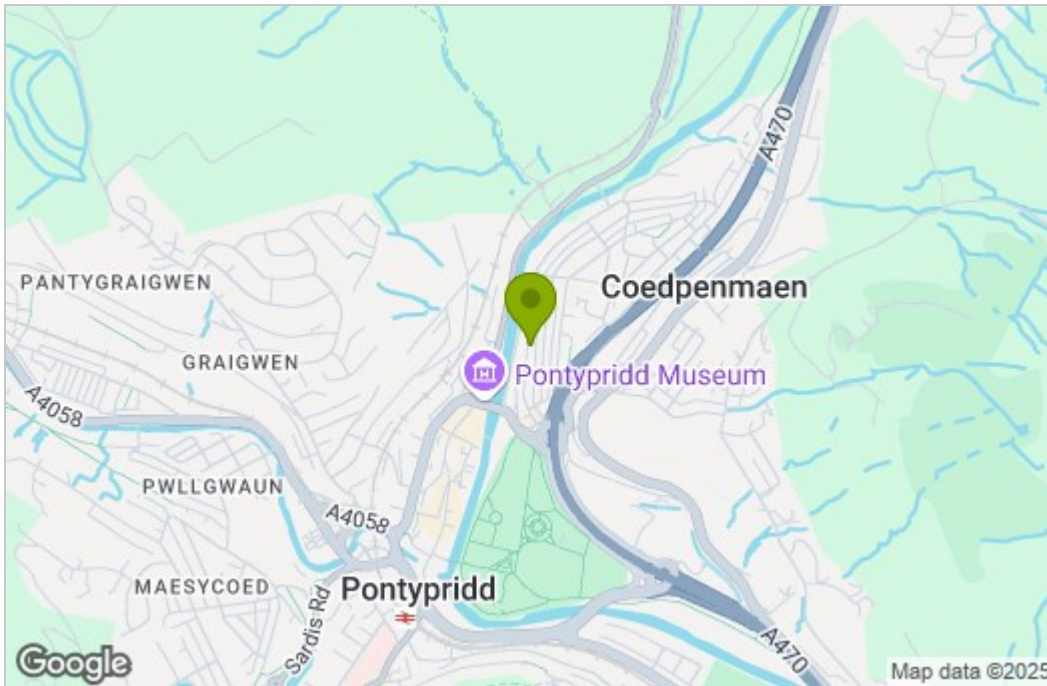 A470
PANTYGRAIGWEN
Coedpenmaen
GRAIGWEN
Pontypridd Museum
A4058
PWLLGWAUN
A4058
MAESYCOED
Pontypridd
Sardis Rd
A470
Google
Map data ©2025